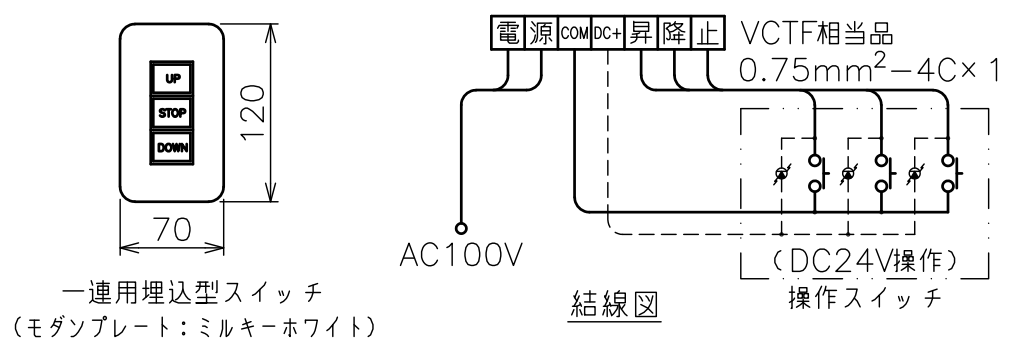 UP
STOP
DOWN
120
70
一連用埋込型スイッチ
（モダンプレート：ミルキーホワイト）
電源 COM DC+ 昇 降 止
VCTF相当品
0.75mm²−4C×1
AC100V
（DC24V操作）
操作スイッチ
結線図